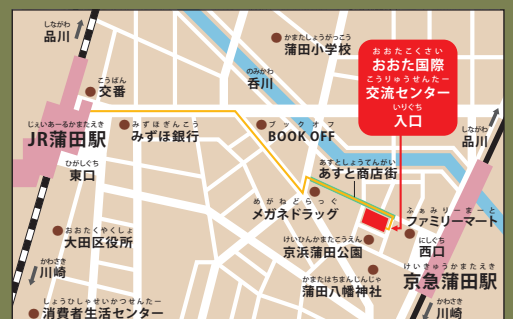 しながわ
品川
こうばん
交番
じぇいあーるかまたえき
JR蒲田駅
みずほぎんこう
みずほ銀行
ひがしぐち
東口
おおたくやくしょ
大田区役所
かわさき
川崎
しょうひしゃせいかつせんたー
消費者生活センター
かまたしょうがっこう
蒲田小学校
のみかわ
呑川
ブックオフ
BOOK OFF
おおたこくさい
おおた国際
こうりゅうせんたー
交流センター
いりぐち
入口
しながわ
品川
あすとしょうてんがい
あすと商店街
めがねどらっぐ
メガネドラッグ
ふぁみりーまーと
ファミリーマート
けいひんかまたこうえん
京浜蒲田公園
にしぐち
西口
かまたはちまんじんじゃ
蒲田八幡神社
けいきゅうかまたえき
京急蒲田駅
かわさき
川崎